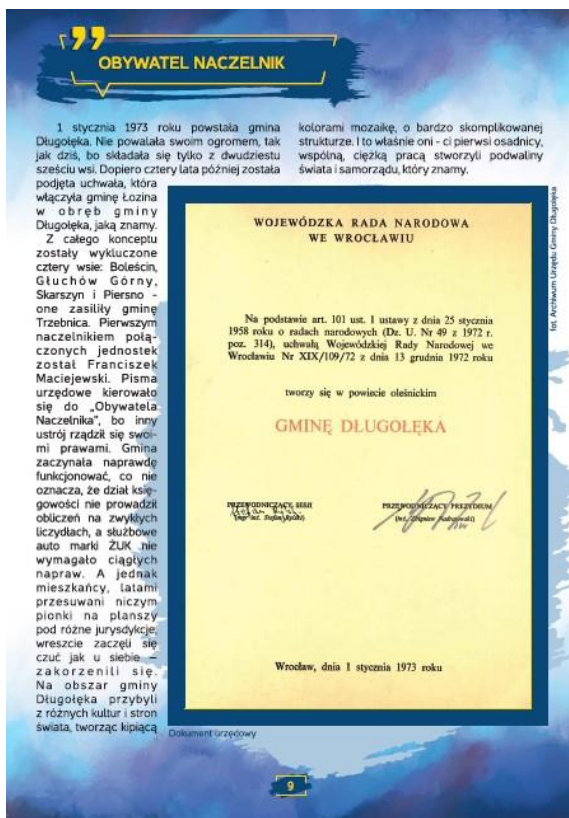 OBYWATEL NACZELNIK
1 stycznia 1973 roku powstała gmina
Długołęka. Nie powalała swoim ogromem, tak
jak dziś, bo składała się tylko z dwudziestu
sześciu wsi. Dopiero cztery lata później została
podjęta uchwała, która
włączyła gminę Łozina
w obręb gminy
Długołęka, jaką znamy.
Z całego konceptu
zostały wykluczone
cztery wsie: Boleścin,
Głuchów Górny,
Skarszyn i Piersno -
one zasiliły gminę
Trzebnica. Pierwszym
naczelnikiem połą-
czonych jednostek
został Franciszek
Maciejewski. Pisma
urzędowe kierowało
się do „Obywatela
Naczelnika”, bo inny
ustrój rządził się swoi-
mi prawami. Gmina
zaczynała naprawdę
funkcjonować, co nie
oznacza, że dział księ-
gowości nie prowadził
obliczeń na zwykłych
liczydłach, a służbowe
auto marki ŻUK nie
wymagało ciągłych
napraw. A jednak
mieszkańcy, latami
przesuwani niczym
pionki na planszy
pod różne jurysdykcje,
wreszcie zaczęli się
czuć jak u siebie –
zakorzenili się.
Na obszar gminy
Długołęka przybyli
z różnych kultur i stron
świata, tworząc kipiącą
kolorami mozaikę, o bardzo skomplikowanej
strukturze. I to właśnie oni - ci pierwsi osadnicy,
wspólną, ciężką pracą stworzyli podwaliny
świata i samorządu, który znamy.
WOJEWÓDZKA RADA NARODOWA
WE WROCŁAWIU
Na podstawie art. 101 ust. 1 ustawy z dnia 25 stycznia
1958 roku o radach narodowych (Dz. U. Nr 49 z 1972 r.
poz. 314), uchwałą Wojewódzkiej Rady Narodowej we
Wrocławiu Nr XIX/109/72 z dnia 13 grudnia 1972 roku
tworzy się w powiecie oleśnickim
GMINĘ DŁUGOŁĘKA
PRZEWODNICZĄCY SESJI
PRZEWODNICZĄCY PREZYDIUM
Wrocław, dnia 1 stycznia 1973 roku
fot. Archiwum Urzędu Gminy Długołęka
Dokument urzędowy
9